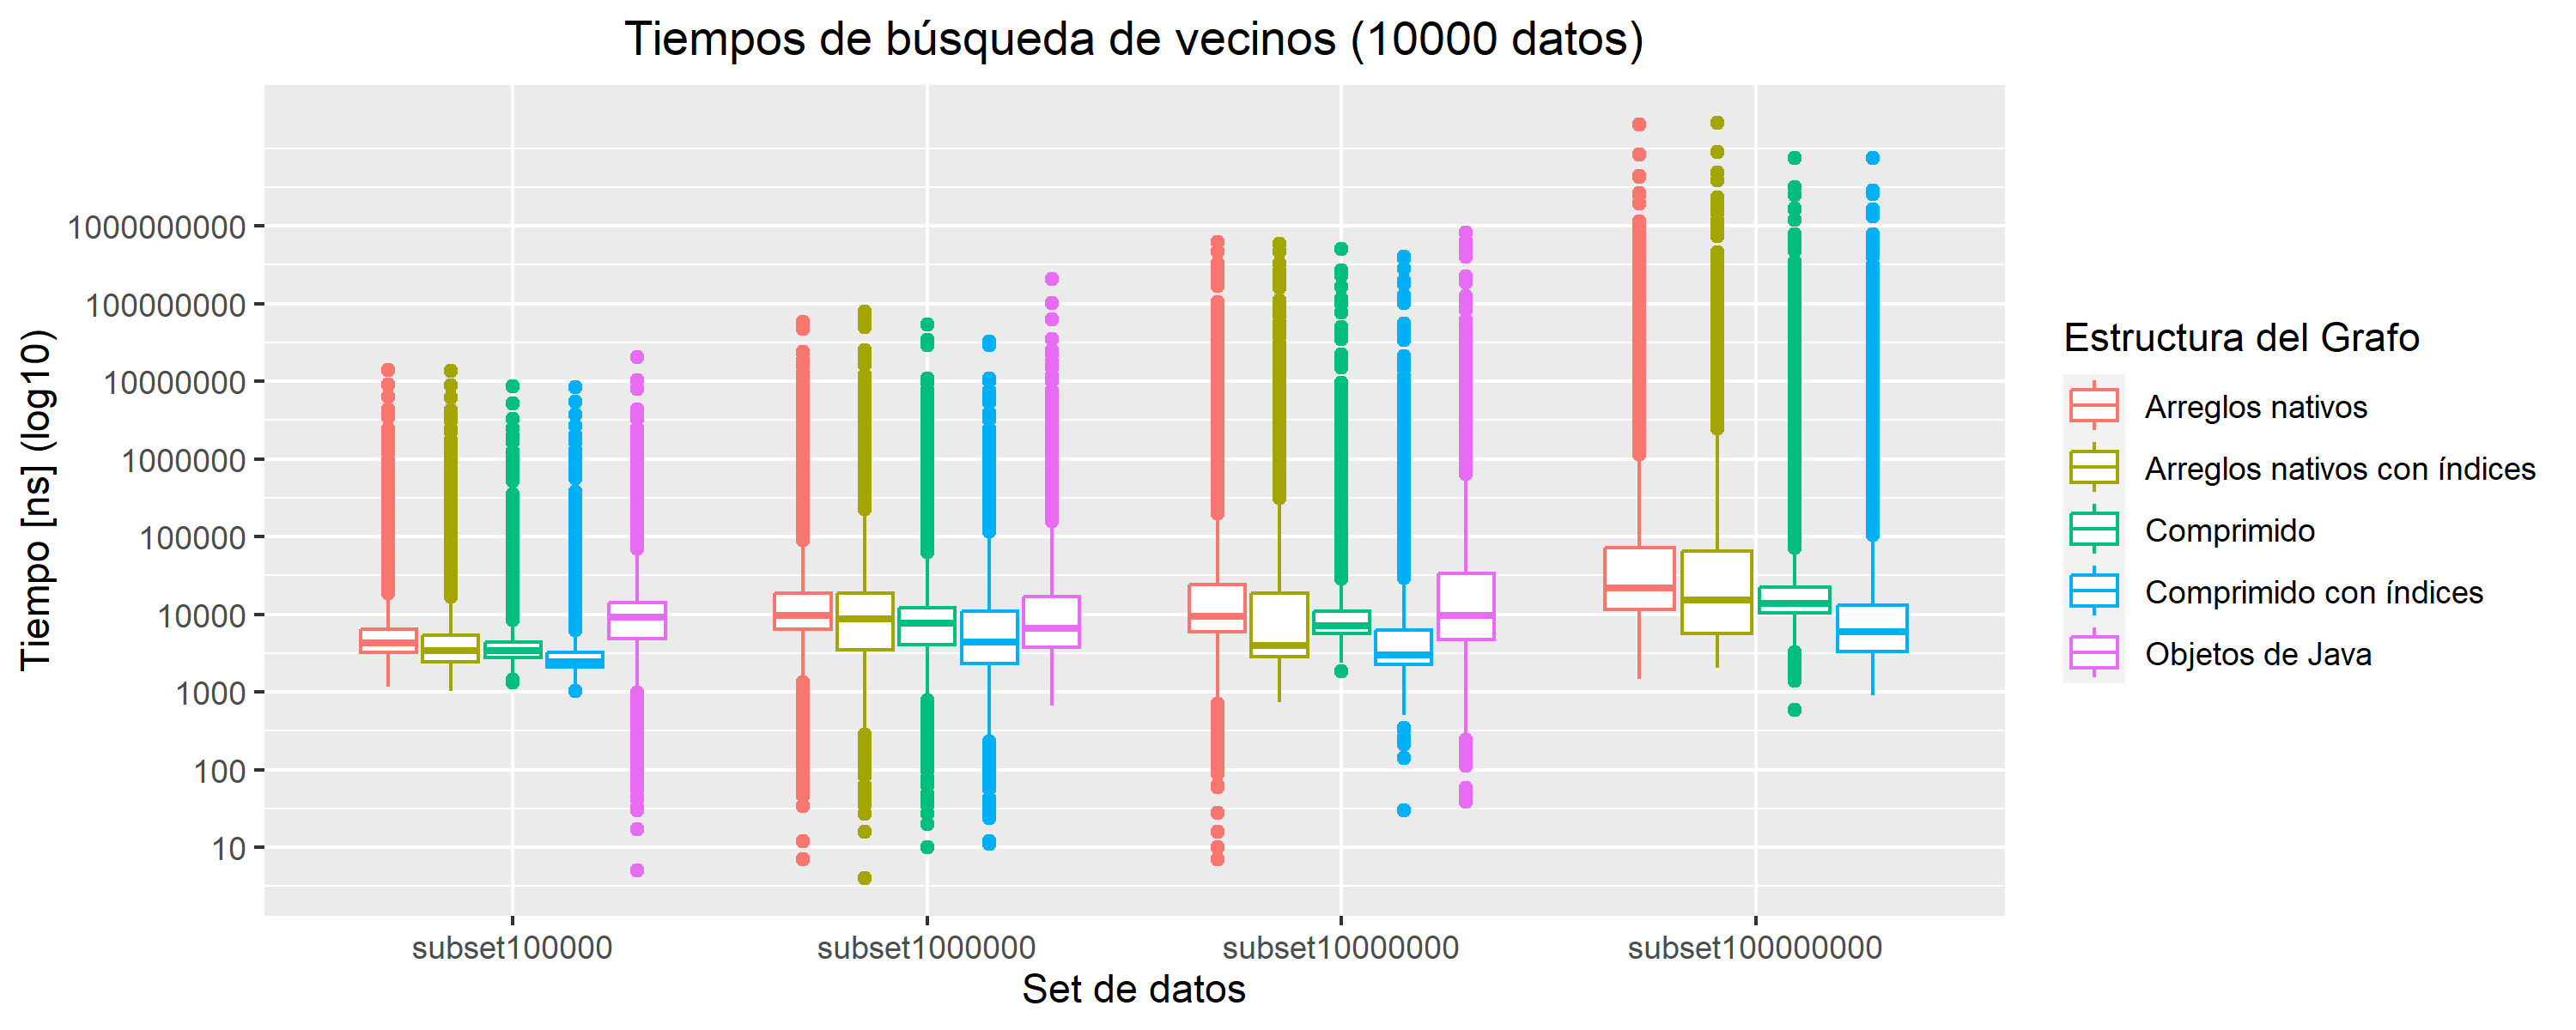 Tiempos de búsqueda de vecinos (10000 datos)
Tiempo [ns] (log10)
1000000000
100000000
10000000
1000000
100000
10000
1000
100
10
subset100000
subset1000000
subset10000000
subset100000000
Set de datos
Estructura del Grafo
Arreglos nativos
Arreglos nativos con índices
Comprimido
Comprimido con índices
Objetos de Java